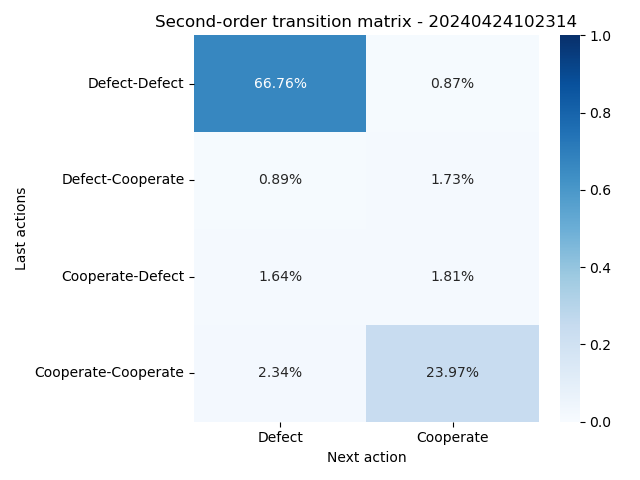 Second-order transition matrix - 20240424102314
Last actions
Defect-Defect 66.76% 0.87%
Defect-Cooperate 0.89% 1.73%
Cooperate-Defect 1.64% 1.81%
Cooperate-Cooperate 2.34% 23.97%
Defect Cooperate
Next action
1.0
0.8
0.6
0.4
0.2
0.0